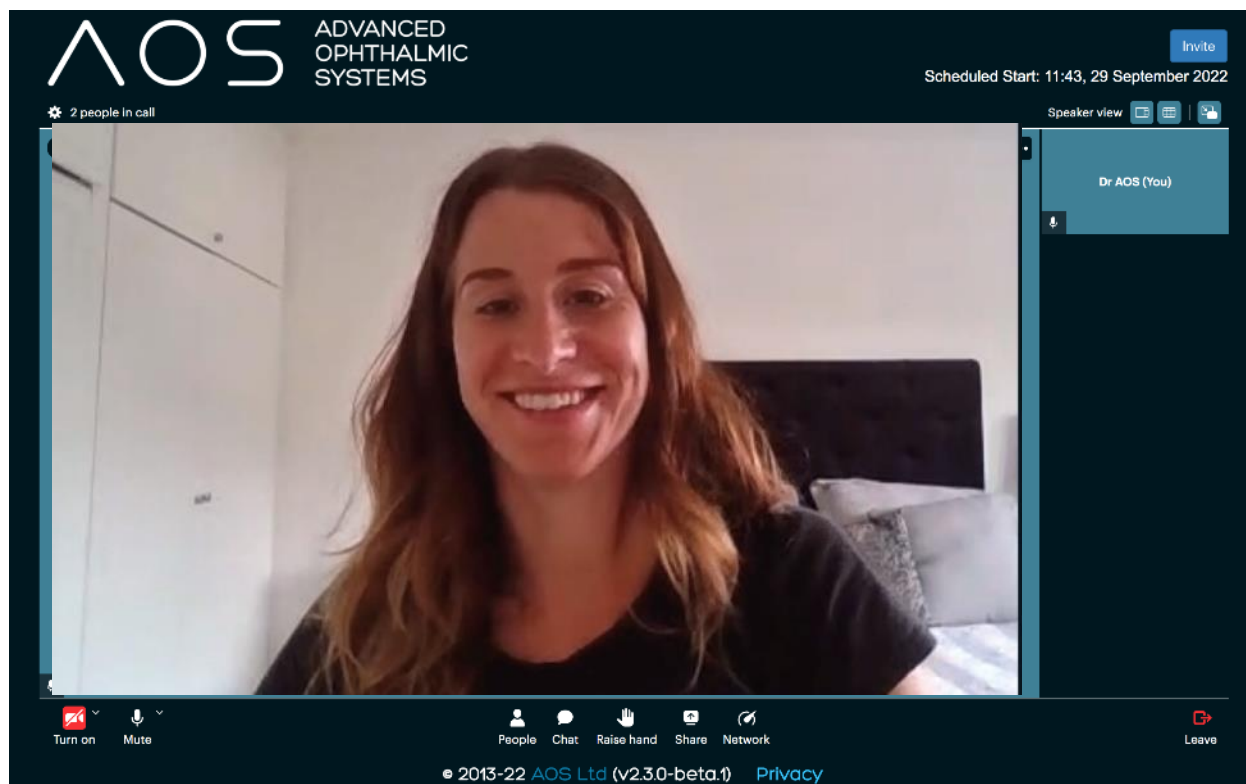 AOS
ADVANCED
OPHTHALMIC
SYSTEMS
Invite
Scheduled Start: 11:43, 29 September 2022
2 people in call
Speaker view
Dr AOS (You)
Turn on
Mute
People
Chat
Raise hand
Share
Network
Leave
© 2013-22 AOS Ltd (v2.3.0-beta.1) Privacy